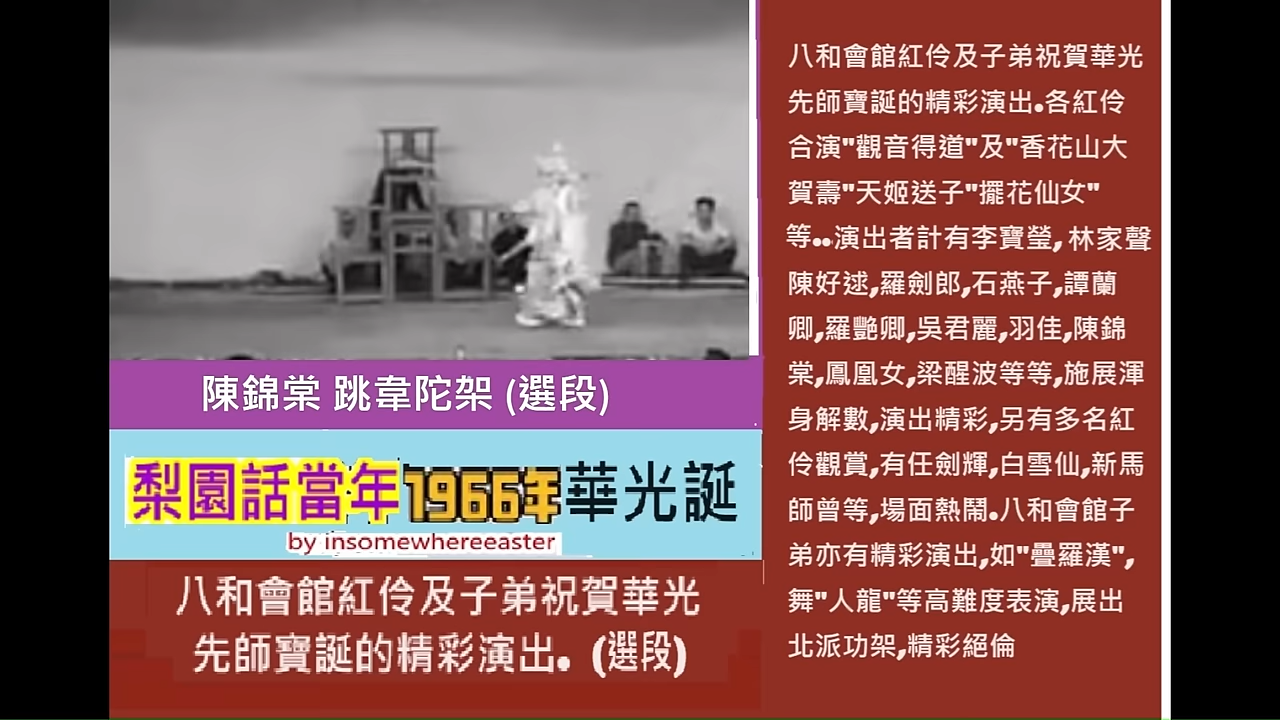 陳錦棠 跳韋陀架 (選段)
梨園話當年1966年華光誕
by insomewhereeaster
八和會館紅伶及子弟祝賀華光
先師寶誕的精彩演出. (選段)
八和會館紅伶及子弟祝賀華光
先師寶誕的精彩演出.各紅伶
合演"觀音得道"及"香花山大
賀壽"天姬送子"擺花仙女"
等..演出者計有李寶瑩,林家聲
陳好逑,羅劍郎,石燕子,譚蘭
卿,羅艷卿,吳君麗,羽佳,陳錦
棠,鳳凰女,梁醒波等等,施展渾
身解數,演出精彩,另有多名紅
伶觀賞,有任劍輝,白雪仙,新馬
師曾等,場面熱鬧.八和會館子
弟亦有精彩演出,如"疊羅漢",
舞"人龍"等高難度表演,展出
北派功架,精彩絕倫